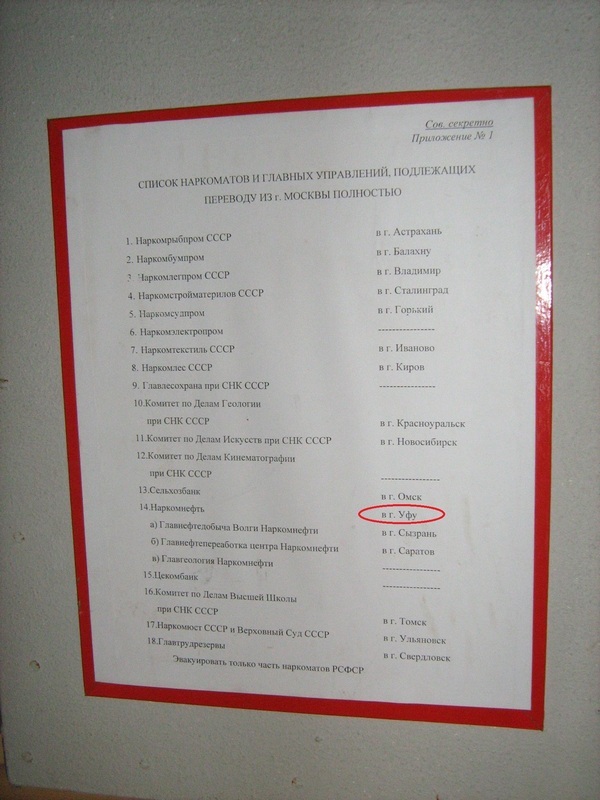 Сов. секретно
Приложение № 1
СПИСОК НАРКОМАТОВ И ГЛАВНЫХ УПРАВЛЕНИЙ, ПОДЛЕЖАЩИХ
ПЕРЕВОДУ ИЗ г. МОСКВЫ ПОЛНОСТЬЮ
1. Наркомрыбпром СССР в г. Астрахань
2. Наркомбумпром в г. Балахну
3. Наркомлегпром СССР в г. Владимир
4. Наркомстройматерилов СССР в г. Сталинград
5. Наркомсудпром в г. Горький
6. Наркомэлектропром ----------------
7. Наркомтекстиль СССР в г. Иваново
8. Наркомлес СССР в г. Киров
9. Главлесохрана при СНК СССР ----------------
10.Комитет по Делам Геологии
при СНК СССР в г. Красноуральск
11.Комитет по Делам Искусств при СНК СССР в г. Новосибирск
12.Комитет по Делам Кинематографии
при СНК СССР -----------------
13.Сельхозбанк в г. Омск
14.Наркомнефть в г. Уфу
а) Главнефтедобыча Волги Наркомнефти в г. Сызрань
б) Главнефтепереаботка центра Наркомнефти в г. Саратов
в) Главгеология Наркомнефти -----------------
15.Цекомбанк -----------------
16.Комитет по Делам Высшей Школы
при СНК СССР в г. Томск
17.Наркомюст СССР и Верховный Суд СССР в г. Ульяновск
18.Главтрудрезервы в г. Свердловск
Эвакуировать только часть наркоматов РСФСР